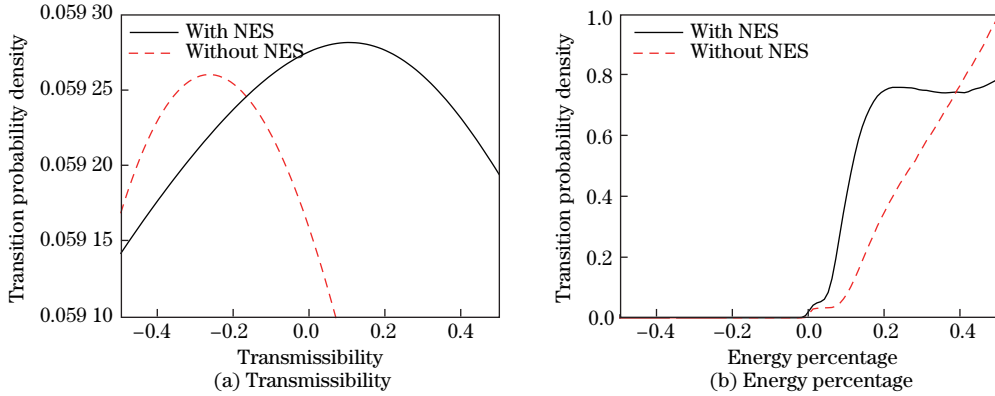 0.059 30
0.059 25
0.059 20
0.059 15
0.059 10
Transition probability density
With NES
Without NES
−0.4 −0.2 0.0 0.2 0.4
Transmissibility
(a) Transmissibility
1.0
0.8
0.6
0.4
0.2
0.0
Transition probability density
With NES
Without NES
−0.4 −0.2 0.0 0.2 0.4
Energy percentage
(b) Energy percentage